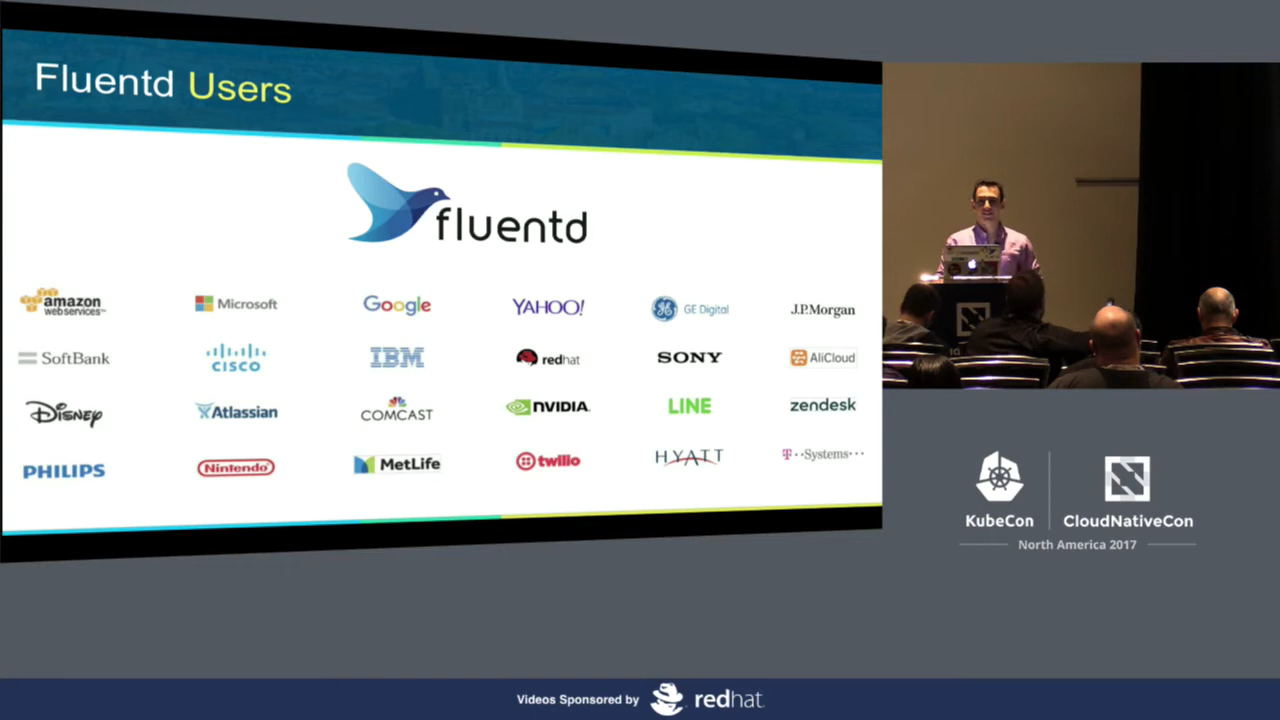 Fluentd Users
fluentd
amazon
web services™
Microsoft
Google
YAHOO!
GE Digital
J.P.Morgan
SoftBank
CISCO
IBM
redhat
SONY
AliCloud
Disney
Atlassian
COMCAST
NVIDIA.
LINE
zendesk
PHILIPS
Nintendo
MetLife
twilio
HYATT
T··Systems···
KubeCon
CloudNativeCon
North America 2017
Videos Sponsored by redhat.